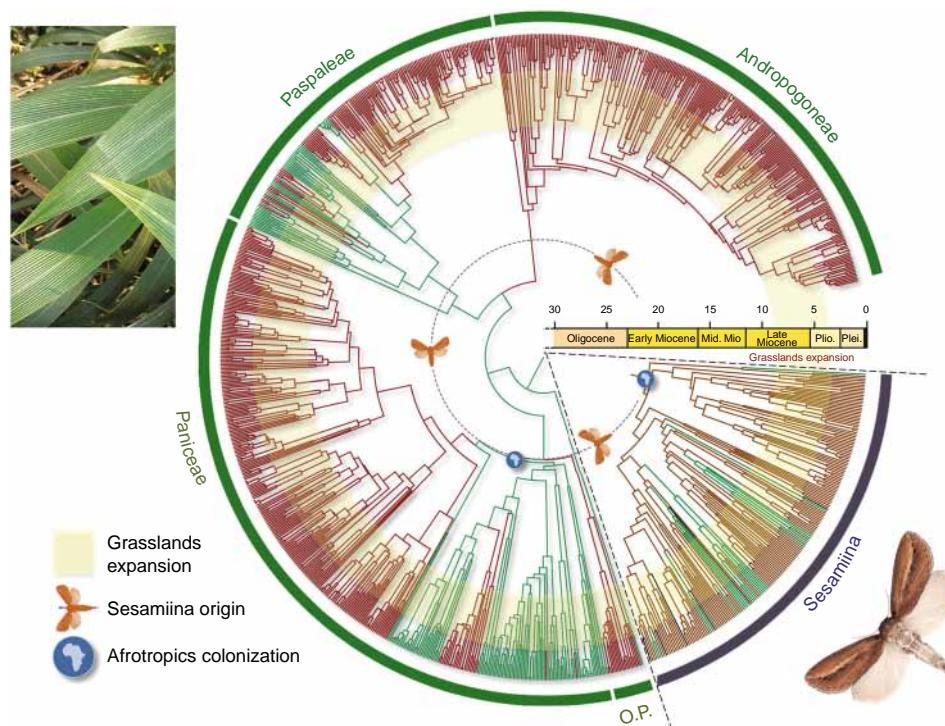 Paspaleae
Andropogoneae
30 25 20 15 10 5 0
Oligocene Early Miocene Mid. Mio Late Miocene Plio. Plei.
Grasslands expansion
Paniceae
Sesamiina
Grasslands
expansion
Sesamiina origin
Afrotropics colonization
O.P.